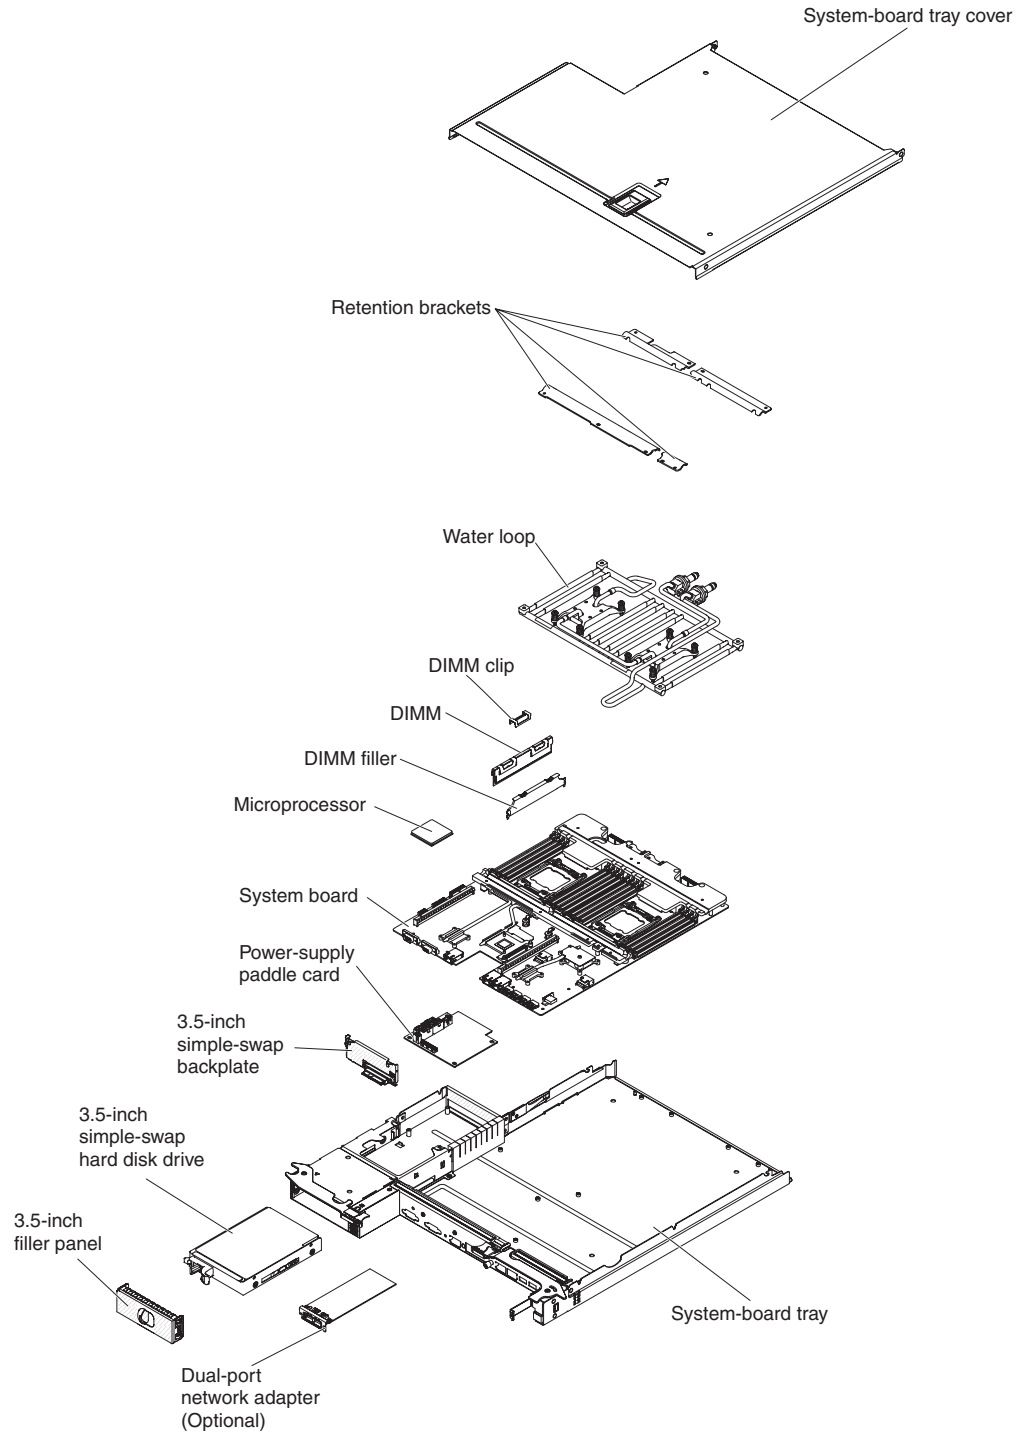 System-board tray cover
Retention brackets
Water loop
DIMM clip
DIMM
DIMM filler
Microprocessor
System board
Power-supply
paddle card
3.5-inch
simple-swap
backplate
3.5-inch
simple-swap
hard disk drive
3.5-inch
filler panel
System-board tray
Dual-port
network adapter
(Optional)